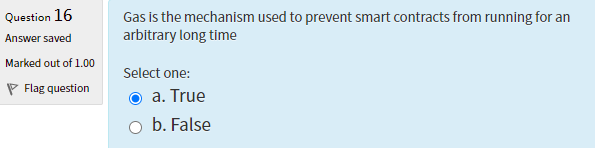 Question 16
Answer saved
Marked out of 1.00
Flag question
Gas is the mechanism used to prevent smart contracts from running for an
arbitrary long time
Select one:
a. True
b. False